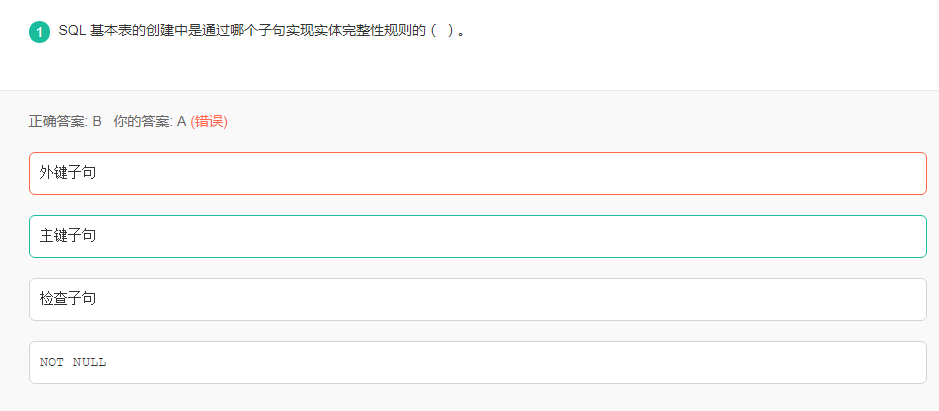 1 SQL 基本表的创建中是通过哪个子句实现实体完整性规则的 ( ) 。
正确答案: B 你的答案: A (错误)
外键子句
主键子句
检查子句
NOT NULL